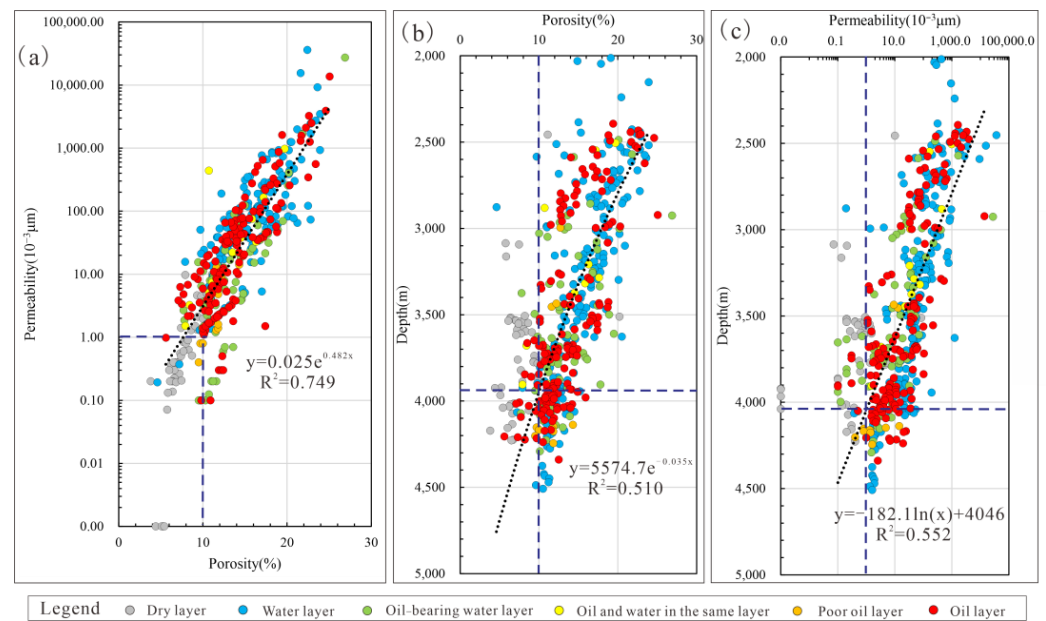 (a)
100,000.00
10,000.00
1,000.00
100.00
10.00
1.00
0.10
0.01
0.00
Permeability(10⁻³μm)
y=0.025e^0.482x
R²=0.749
0 10 20 30
Porosity(%)
(b)
Porosity(%)
0 10 20 30
2,000
2,500
3,000
3,500
4,000
4,500
5,000
Depth(m)
y=5574.7e^−0.035x
R²=0.510
(c)
Permeability(10⁻³μm)
0.0 0.1 10.0 1,000.0 100,000.0
2,000
2,500
3,000
3,500
4,000
4,500
5,000
Depth(m)
y=−182.1ln(x)+4046
R²=0.552
Legend Dry layer Water layer Oil-bearing water layer Oil and water in the same layer Poor oil layer Oil layer